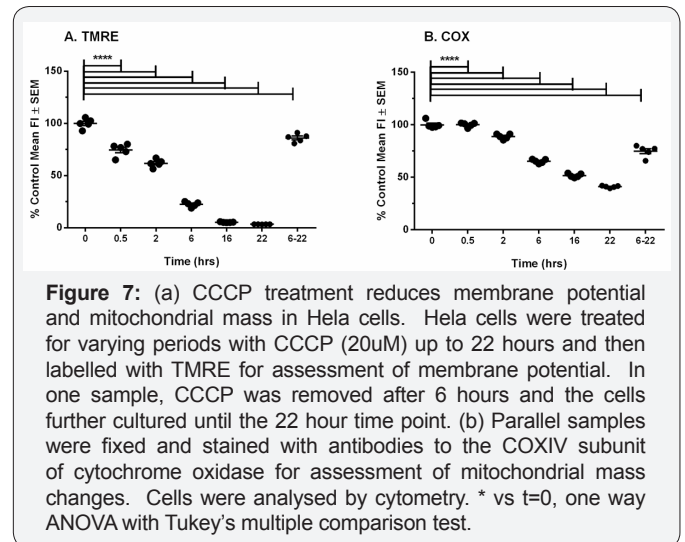 A. TMRE
B. COX
****
****
% Control Mean FI ± SEM
150
100
50
0
0 0.5 2 6 16 22 6-22
Time (hrs)
% Control Mean FI ± SEM
150
100
50
0
0 0.5 2 6 16 22 6-22
Time (hrs)
Figure 7: (a) CCCP treatment reduces membrane potential
and mitochondrial mass in Hela cells. Hela cells were treated
for varying periods with CCCP (20uM) up to 22 hours and then
labelled with TMRE for assessment of membrane potential. In
one sample, CCCP was removed after 6 hours and the cells
further cultured until the 22 hour time point. (b) Parallel samples
were fixed and stained with antibodies to the COXIV subunit
of cytochrome oxidase for assessment of mitochondrial mass
changes. Cells were analysed by cytometry. * vs t=0, one way
ANOVA with Tukey's multiple comparison test.